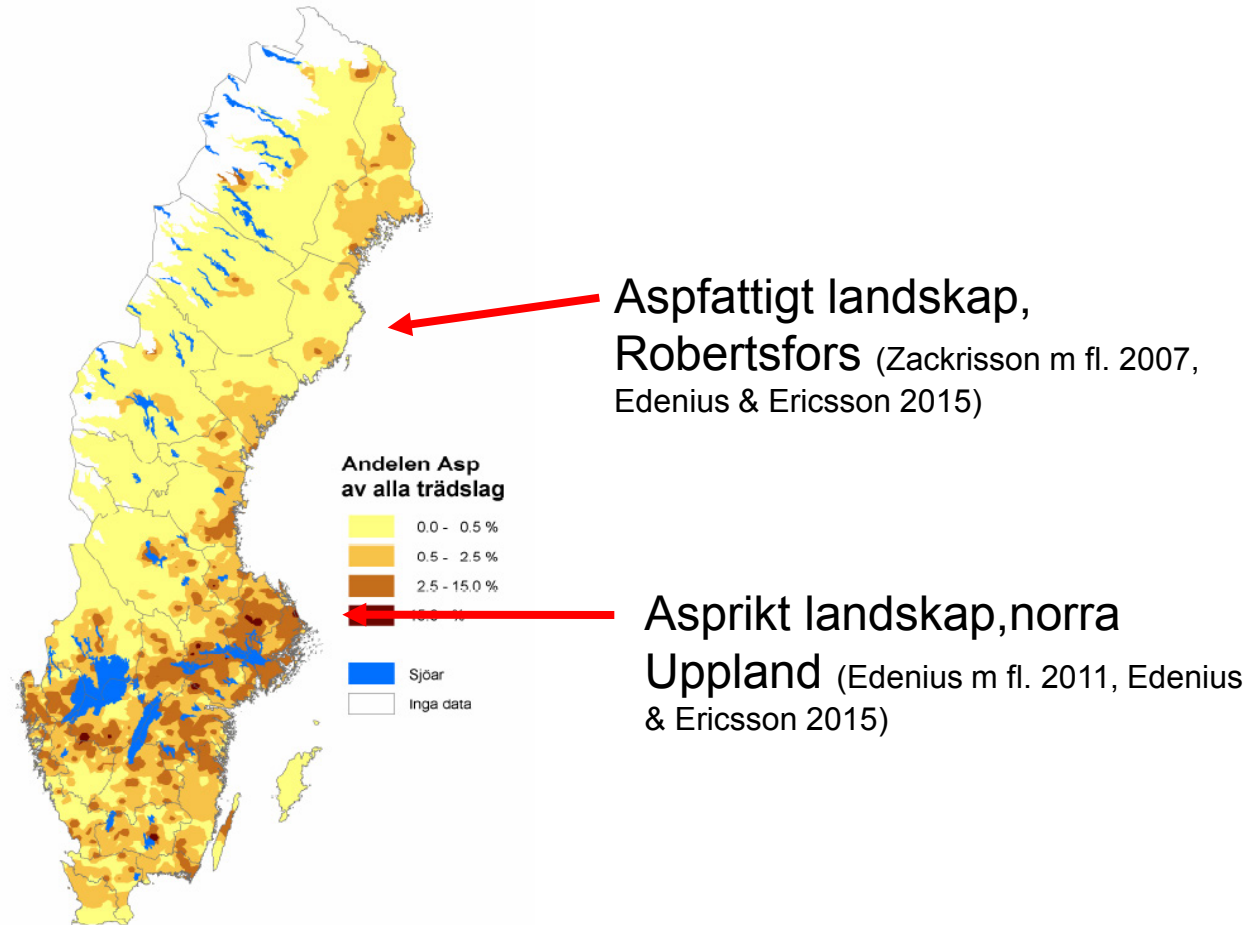 Aspfattigt landskap,
Robertsfors (Zackrisson m fl. 2007,
Edenius & Ericsson 2015)
Andelen Asp
av alla trädslag
0.0 - 0.5 %
0.5 - 2.5 %
2.5 - 15.0 %
Sjöar
Inga data
Asprikt landskap,norra
Uppland (Edenius m fl. 2011, Edenius
& Ericsson 2015)